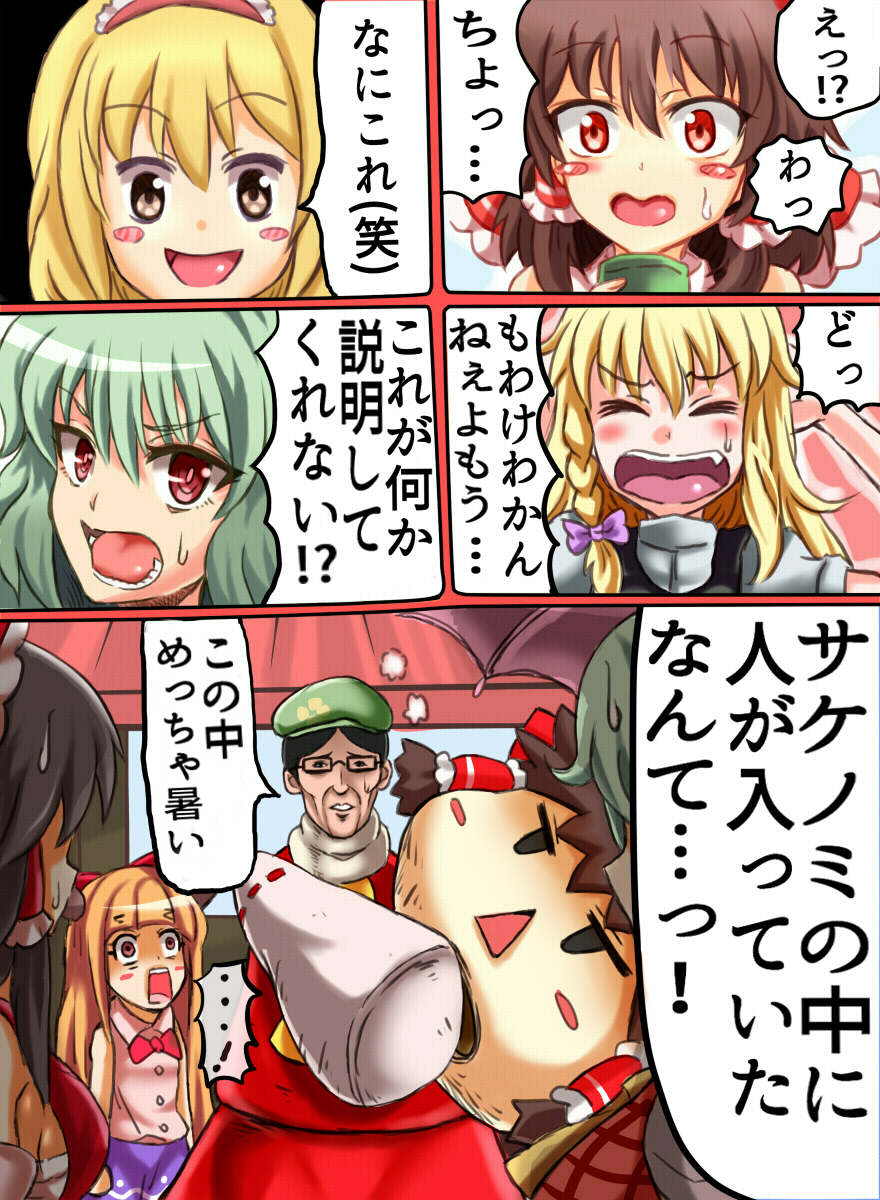 えっ!?
わっ
ちょっ…
なにこれ(笑)
どっ
もわけわかん
ねぇよもう…
これが何か
説明して
くれない!?
サケノミの中に
人が入っていた
なんて…っ!
この中
めっちゃ暑い
……!